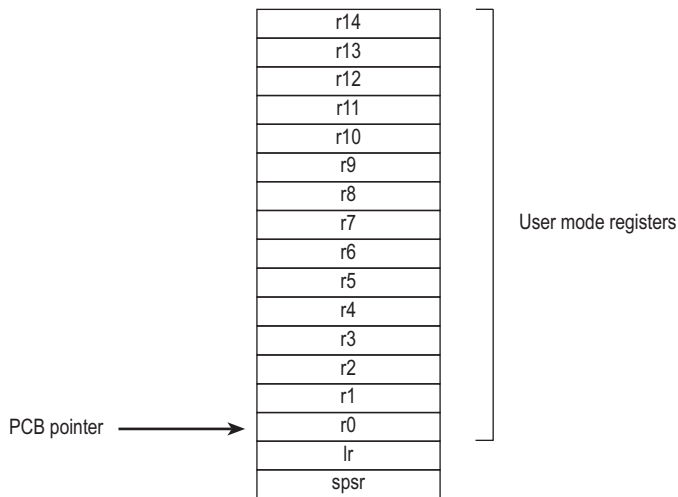 r14
r13
r12
r11
r10
r9
r8
r7
User mode registers
r6
r5
r4
r3
r2
r1
PCB pointer
r0
lr
spsr